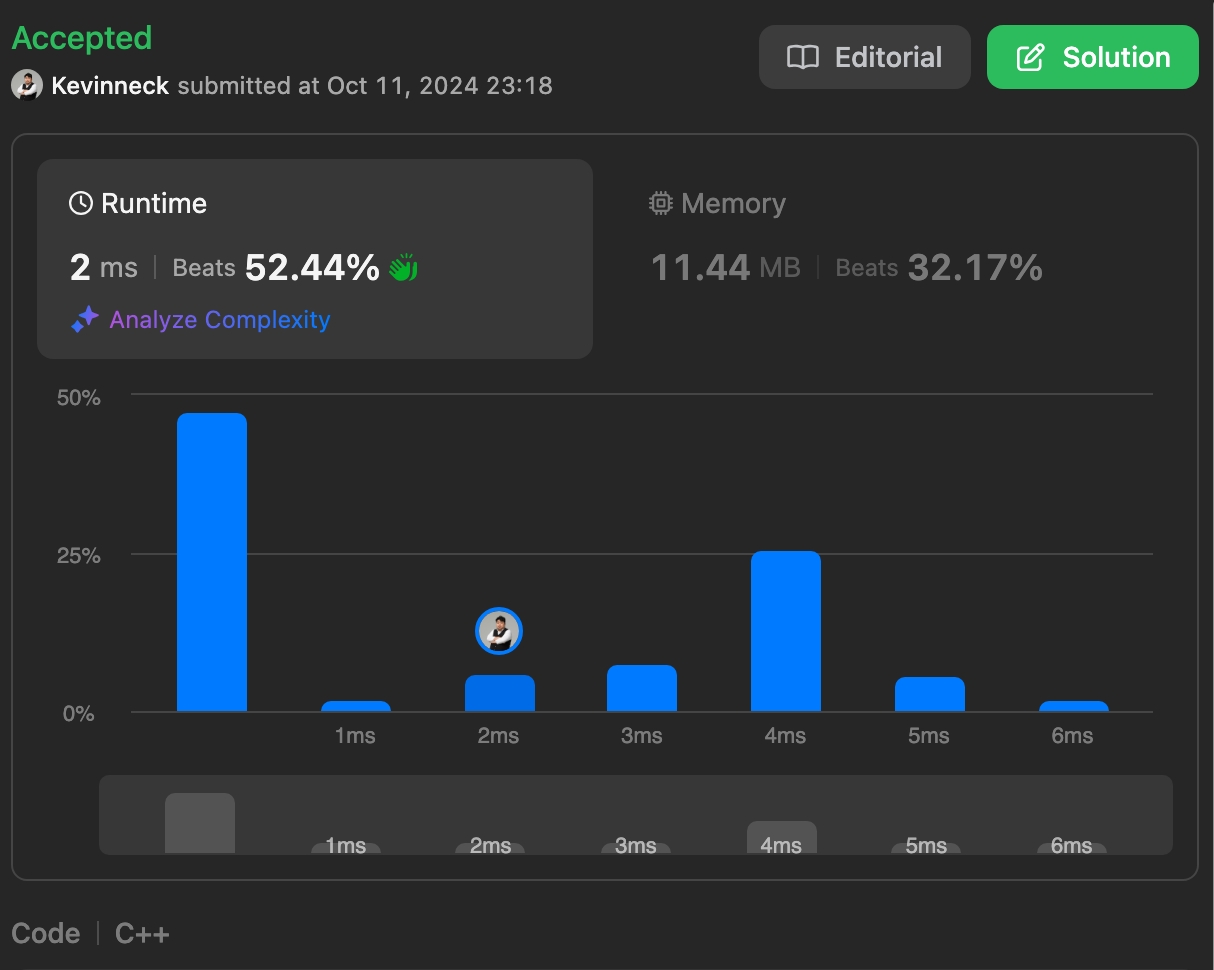 Accepted
Editorial
Solution
Kevinneck submitted at Oct 11, 2024 23:18
Runtime
2 ms | Beats 52.44%
Analyze Complexity
Memory
11.44 MB | Beats 32.17%
50%
25%
0%
1ms 2ms 3ms 4ms 5ms 6ms
1ms 2ms 3ms 4ms 5ms 6ms
Code | C++